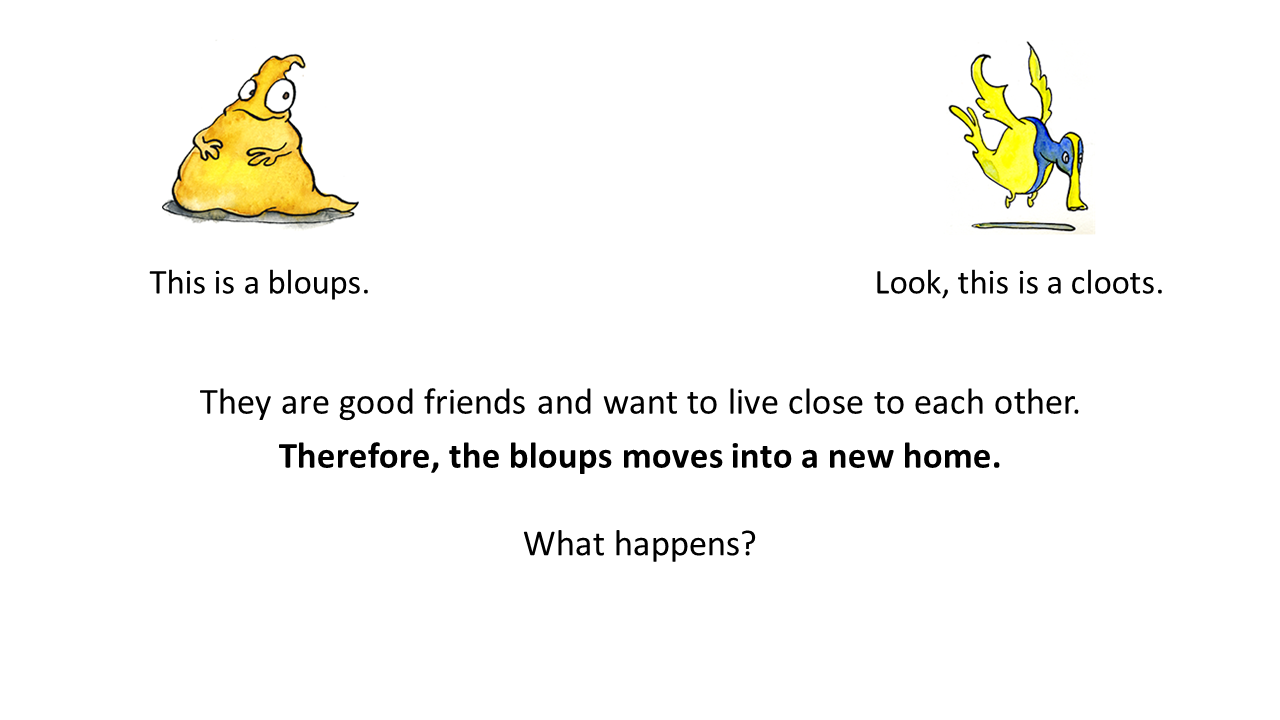 This is a bloups.
Look, this is a cloots.
They are good friends and want to live close to each other.
Therefore, the bloups moves into a new home.
What happens?